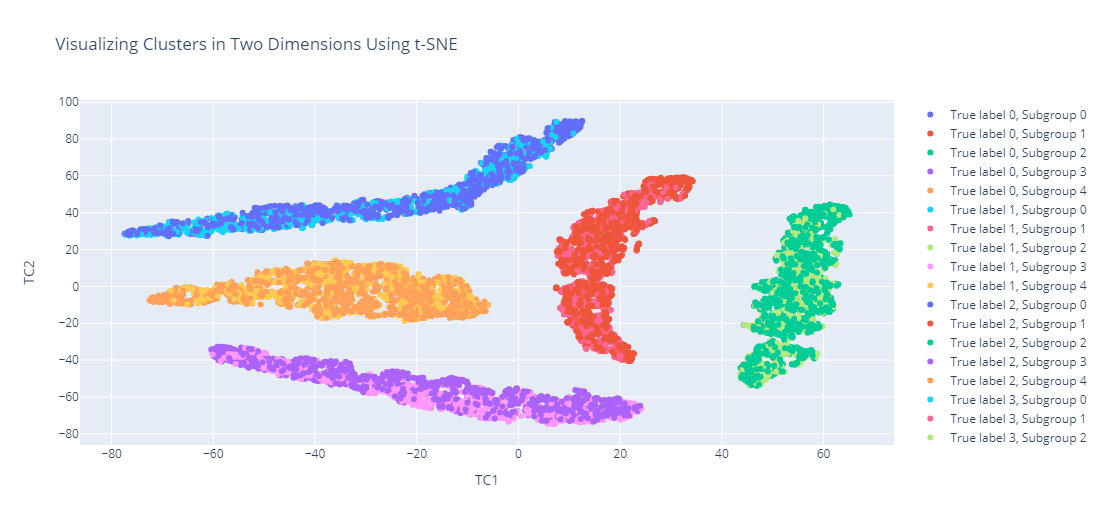 Visualizing Clusters in Two Dimensions Using t-SNE
100
80
60
40
20
0
−20
−40
−60
−80
TC2
−80
−60
−40
−20
0
20
40
60
TC1
True label 0, Subgroup 0
True label 0, Subgroup 1
True label 0, Subgroup 2
True label 0, Subgroup 3
True label 0, Subgroup 4
True label 1, Subgroup 0
True label 1, Subgroup 1
True label 1, Subgroup 2
True label 1, Subgroup 3
True label 1, Subgroup 4
True label 2, Subgroup 0
True label 2, Subgroup 1
True label 2, Subgroup 2
True label 2, Subgroup 3
True label 2, Subgroup 4
True label 3, Subgroup 0
True label 3, Subgroup 1
True label 3, Subgroup 2